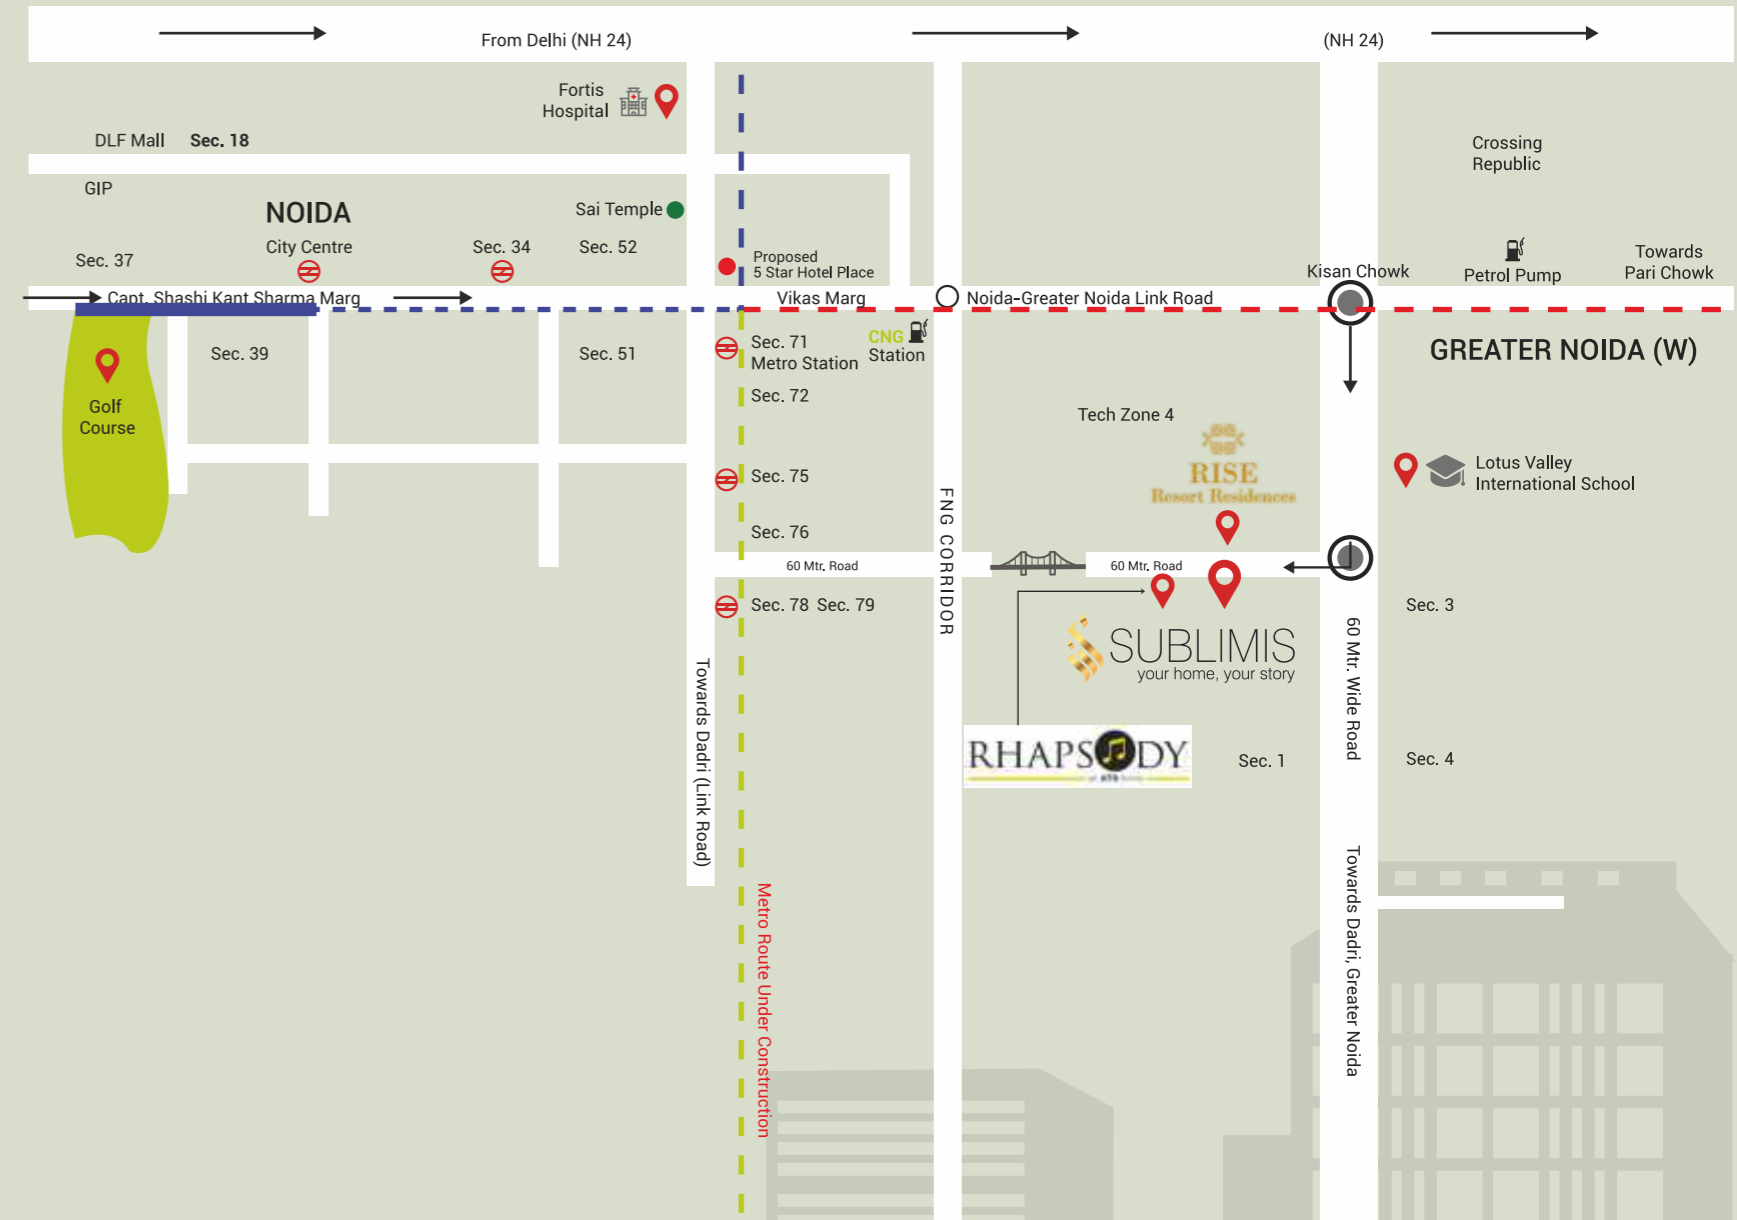 From Delhi (NH 24)
(NH 24)
Fortis
Hospital
DLF Mall Sec. 18
Crossing
Republic
GIP
NOIDA
Sai Temple
City Centre
Sec. 34
Sec. 52
Sec. 37
Proposed
5 Star Hotel Place
Kisan Chowk
Petrol Pump
Towards
Pari Chowk
Capt. Shashi Kant Sharma Marg
Vikas Marg
Noida-Greater Noida Link Road
Sec. 39
Sec. 51
Sec. 71
Metro Station
CNG
Station
GREATER NOIDA (W)
Golf
Course
Sec. 72
Tech Zone 4
RISE
Resort Residences
Lotus Valley
International School
Sec. 75
Sec. 76
FNG CORRIDOR
60 Mtr. Road
60 Mtr. Road
Sec. 78 Sec. 79
Sec. 3
SUBLIMIS
your home, your story
60 Mtr. Wide Road
Towards Dadri (Link Road)
RHAPSODY
Sec. 1
Sec. 4
Towards Dadri, Greater Noida
Metro Route Under Construction